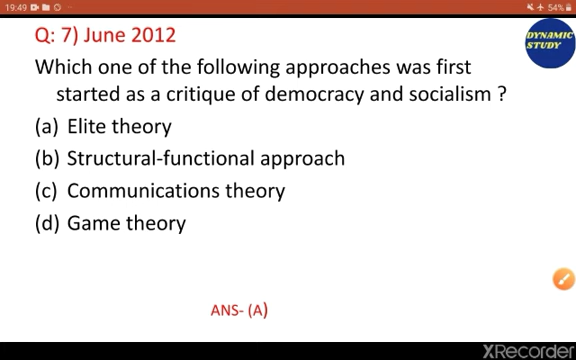 19:49
54%
Q: 7) June 2012
DYNAMIC
STUDY
Which one of the following approaches was first
started as a critique of democracy and socialism ?
(a) Elite theory
(b) Structural-functional approach
(c) Communications theory
(d) Game theory
ANS- (A)
XRecorder